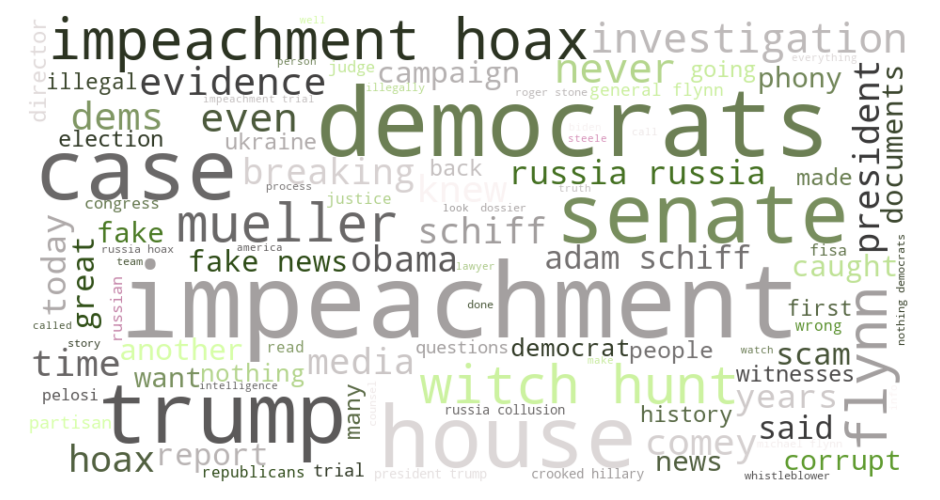 well
director
impeachment hoax
investigation
person
judge
campaign
never
going
phony
illegal
evidence
illegally
roger stone
general flynn
impeachment trial
everything
dems
even
democrats
president
documents
election
ukraine
call
steele
case
breaking
back
russia russia
made
process
knew
truth
congress
justice
look
dossier
senate
fake
mueller
schiff
today
great
russia hoax
america
team
fake news
obama
lawyer
adam schiff
fisa
caught
nothing democrats
russian
impeachment
done
first
wrong
flynn
called
story
another
read
media
questions
democrat
people
watch
scam
time
want
nothing
make
witnesses
intelligence
pelosi
trump
many
counsel
witch hunt
years
russia collusion
history
partisan
house
said
comey
hoax
report
news
corrupt
republicans
trial
president trump
crooked hillary
whistleblower